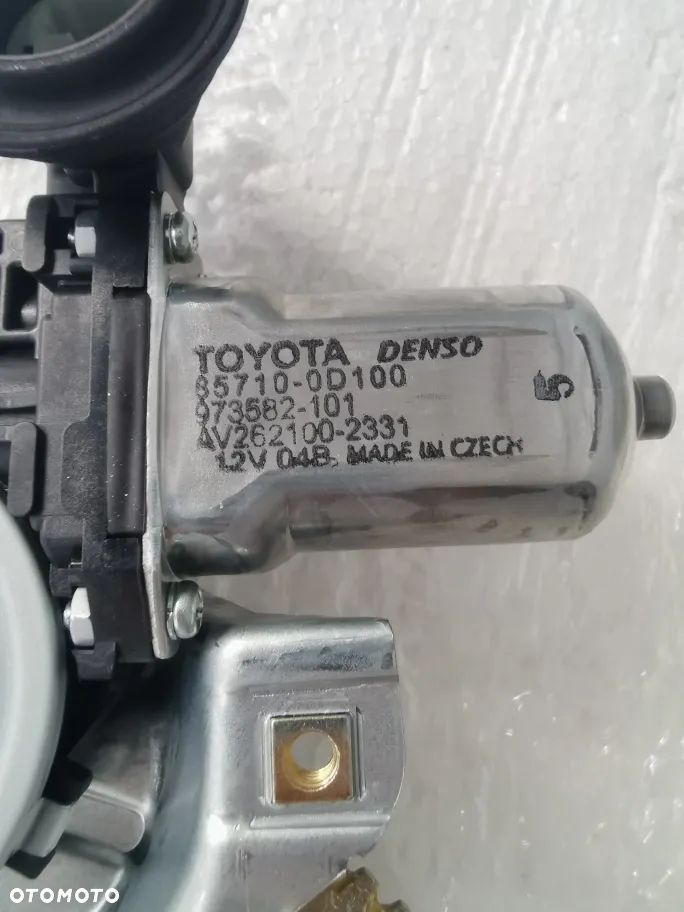 TOYOTA DENSO
85710-0D100
973582-101
AV262100-2331
12V 04B, MADE IN CZECH
5
OTOMOTO